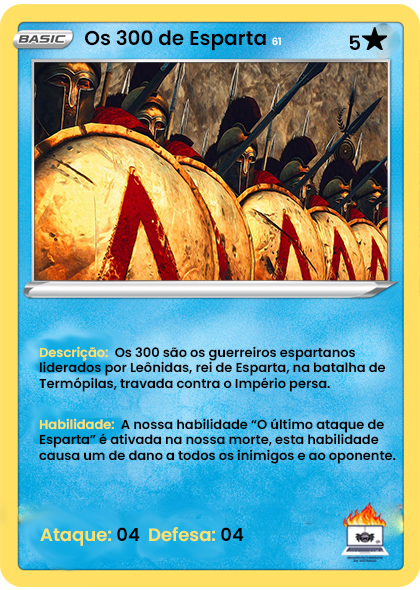 BASIC Os 300 de Esparta 61 5★
Descrição: Os 300 são os guerreiros espartanos
liderados por Leônidas, rei de Esparta, na batalha de
Termópilas, travada contra o Império persa.
Habilidade: A nossa habilidade “O último ataque de
Esparta” é ativada na nossa morte, esta habilidade
causa um de dano a todos os inimigos e ao oponente.
Ataque: 04 Defesa: 04